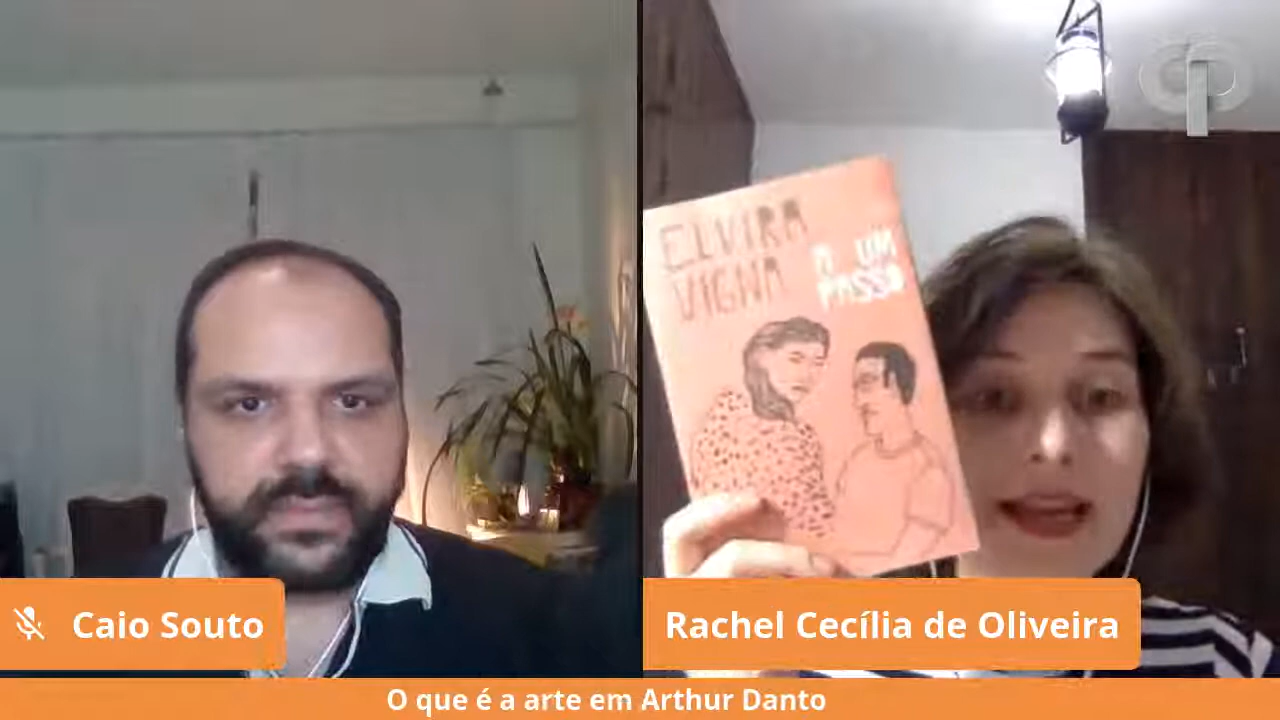 ELVIRA
VIGNA
A UM
PASSO
Caio Souto
Rachel Cecília de Oliveira
O que é a arte em Arthur Danto